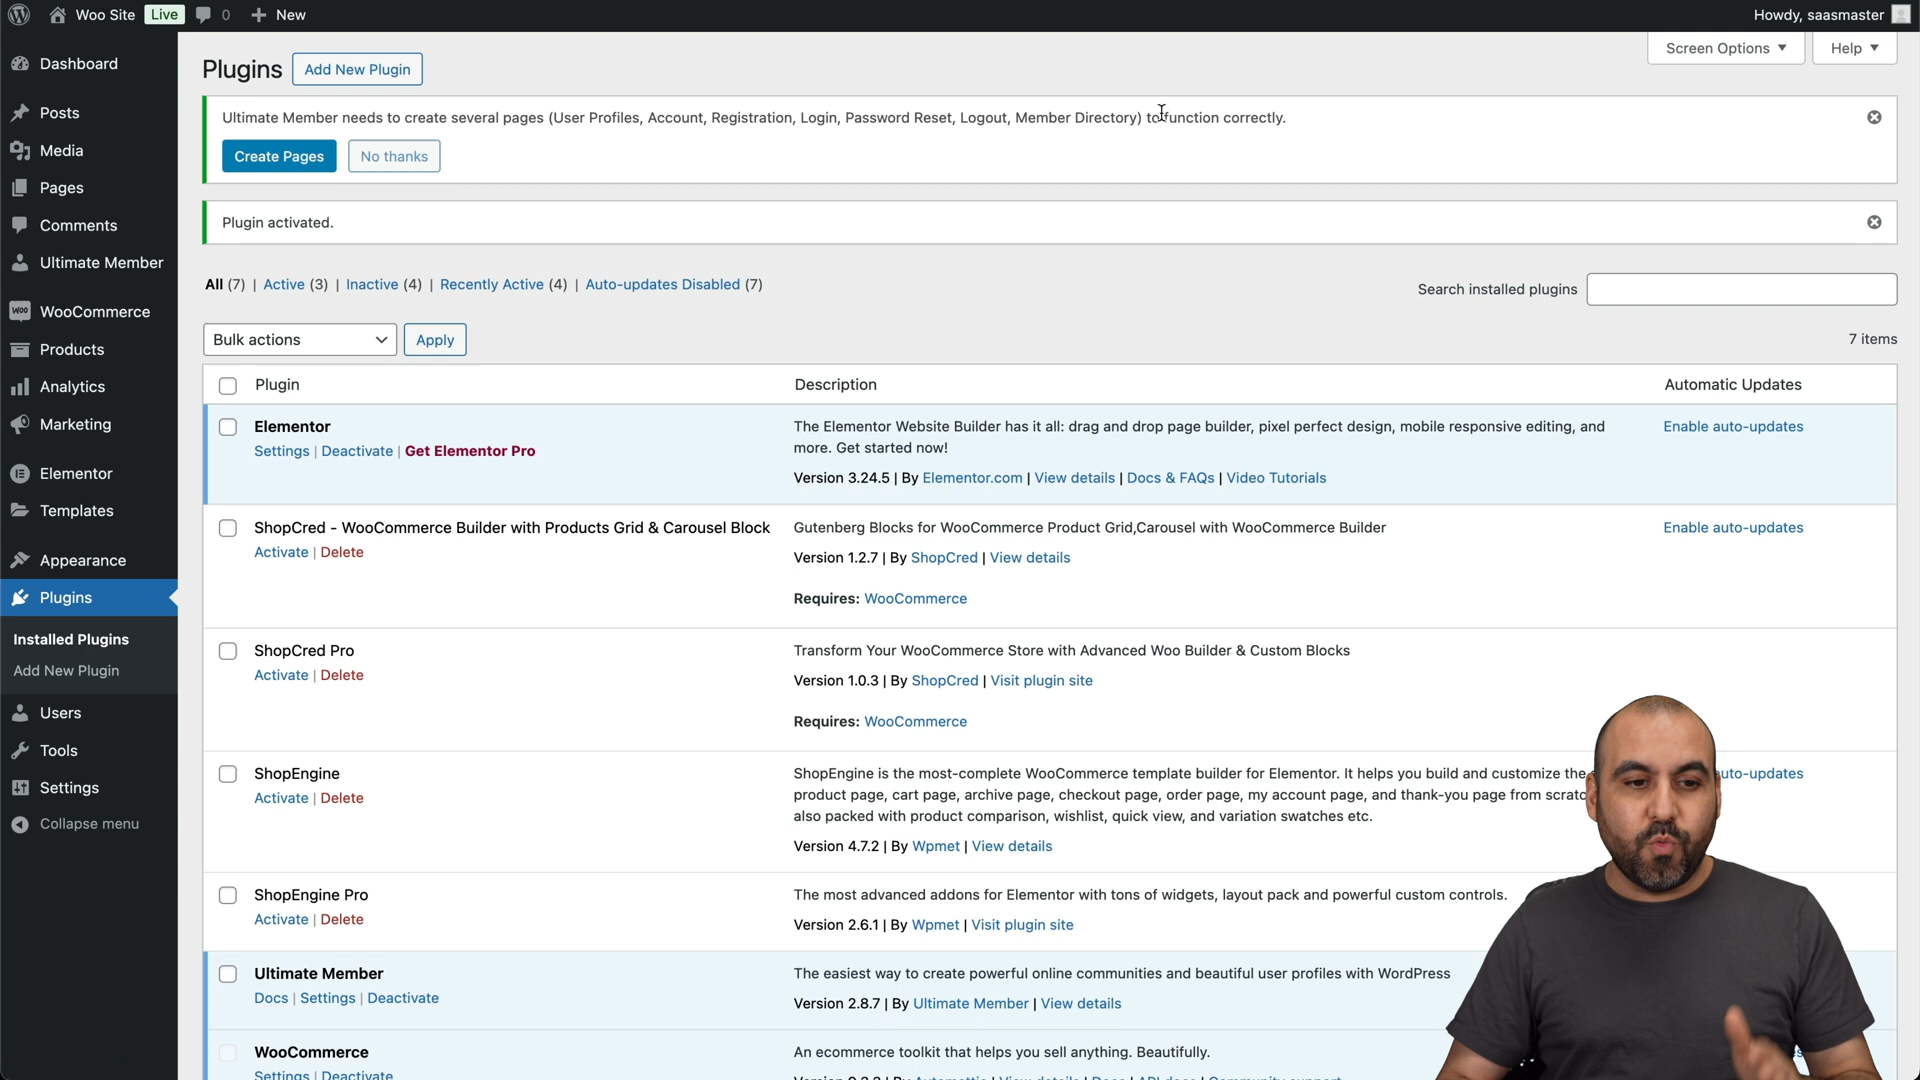 Woo Site Live 0 + New
Howdy, saasmaster
Dashboard
Posts
Media
Pages
Comments
Ultimate Member
WooCommerce
Products
Analytics
Marketing
Elementor
Templates
Appearance
Plugins
Installed Plugins
Add New Plugin
Users
Tools
Settings
Collapse menu
Screen Options
Help
Plugins
Add New Plugin
Ultimate Member needs to create several pages (User Profiles, Account, Registration, Login, Password Reset, Logout, Member Directory) to function correctly.
Create Pages
No thanks
Plugin activated.
All (7) | Active (3) | Inactive (4) | Recently Active (4) | Auto-updates Disabled (7)
Search installed plugins
Bulk actions
Apply
7 items
Plugin Description Automatic Updates
Elementor
Settings | Deactivate | Get Elementor Pro
The Elementor Website Builder has it all: drag and drop page builder, pixel perfect design, mobile responsive editing, and
more. Get started now!
Version 3.24.5 | By Elementor.com | View details | Docs & FAQs | Video Tutorials
Enable auto-updates
ShopCred - WooCommerce Builder with Products Grid & Carousel Block
Activate | Delete
Gutenberg Blocks for WooCommerce Product Grid,Carousel with WooCommerce Builder
Version 1.2.7 | By ShopCred | View details
Requires: WooCommerce
Enable auto-updates
ShopCred Pro
Activate | Delete
Transform Your WooCommerce Store with Advanced Woo Builder & Custom Blocks
Version 1.0.3 | By ShopCred | Visit plugin site
Requires: WooCommerce
ShopEngine
Activate | Delete
ShopEngine is the most-complete WooCommerce template builder for Elementor. It helps you build and customize the
product page, cart page, archive page, checkout page, order page, my account page, and thank-you page from
also packed with product comparison, wishlist, quick view, and variation swatches etc.
Version 4.7.2 | By Wpmet | View details
uto-updates
ShopEngine Pro
Activate | Delete
The most advanced addons for Elementor with tons of widgets, layout pack and powerful custom controls.
Version 2.6.1 | By Wpmet | Visit plugin site
Ultimate Member
Docs | Settings | Deactivate
The easiest way to create powerful online communities and beautiful user profiles with WordPress
Version 2.8.7 | By Ultimate Member | View details
WooCommerce
Settings | Deactivate
An ecommerce toolkit that helps you sell anything. Beautifully.